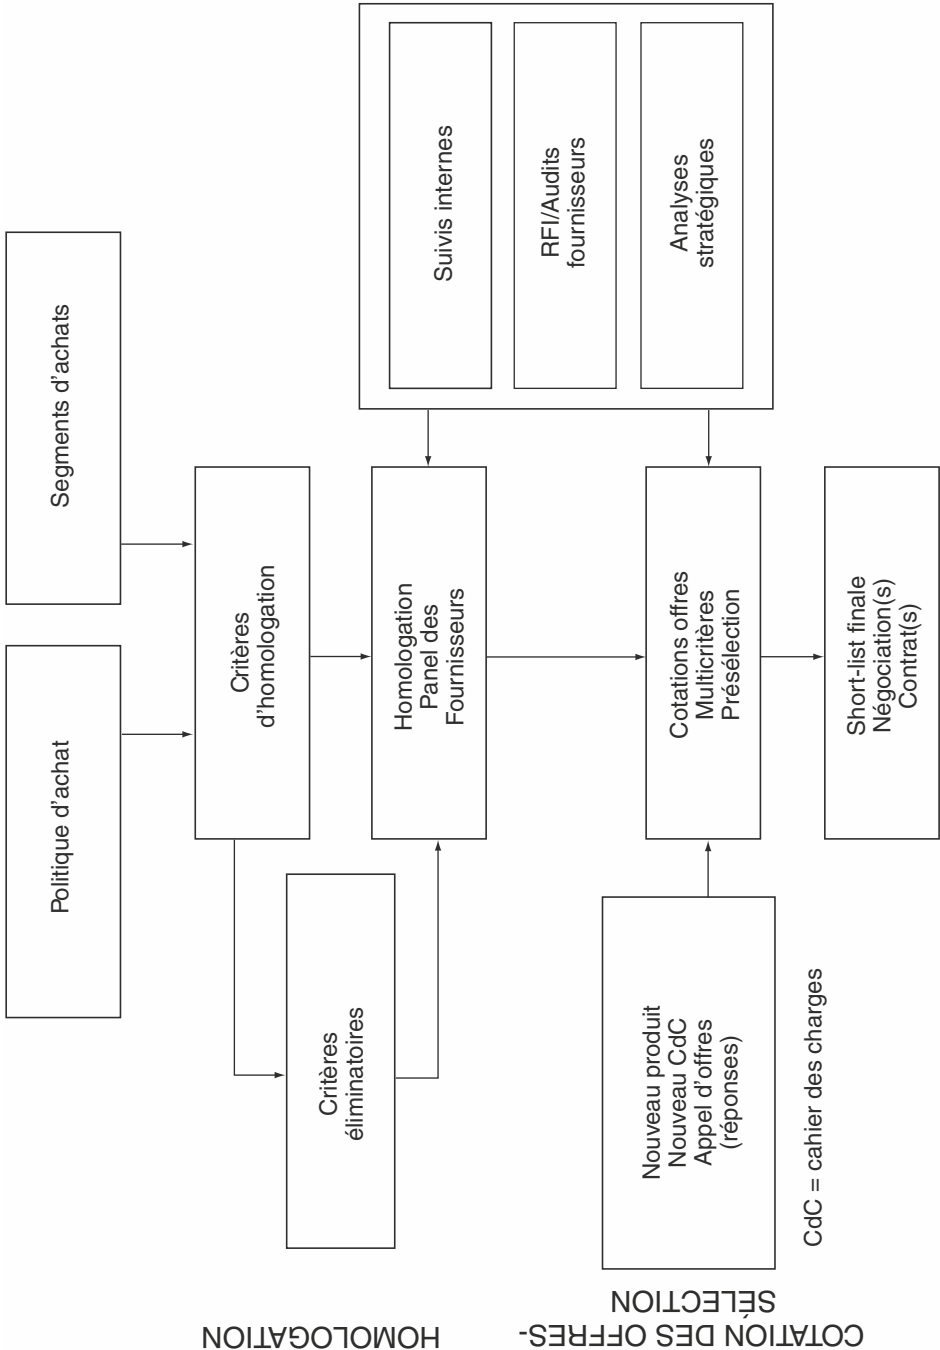 Politique d'achat
Segments d'achats
HOMOLOGATION
Critères
d'homologation
Critères
éliminatoires
Homologation
Panel des
Fournisseurs
Suivis internes
RFI/Audits
fournisseurs
Analyses
stratégiques
COTATION DES OFFRES-
SÉLECTION
Nouveau produit
Nouveau CdC
Appel d'offres
(réponses)
Cotations offres
Multicritères
Présélection
Short-list finale
Négociation(s)
Contrat(s)
CdC = cahier des charges